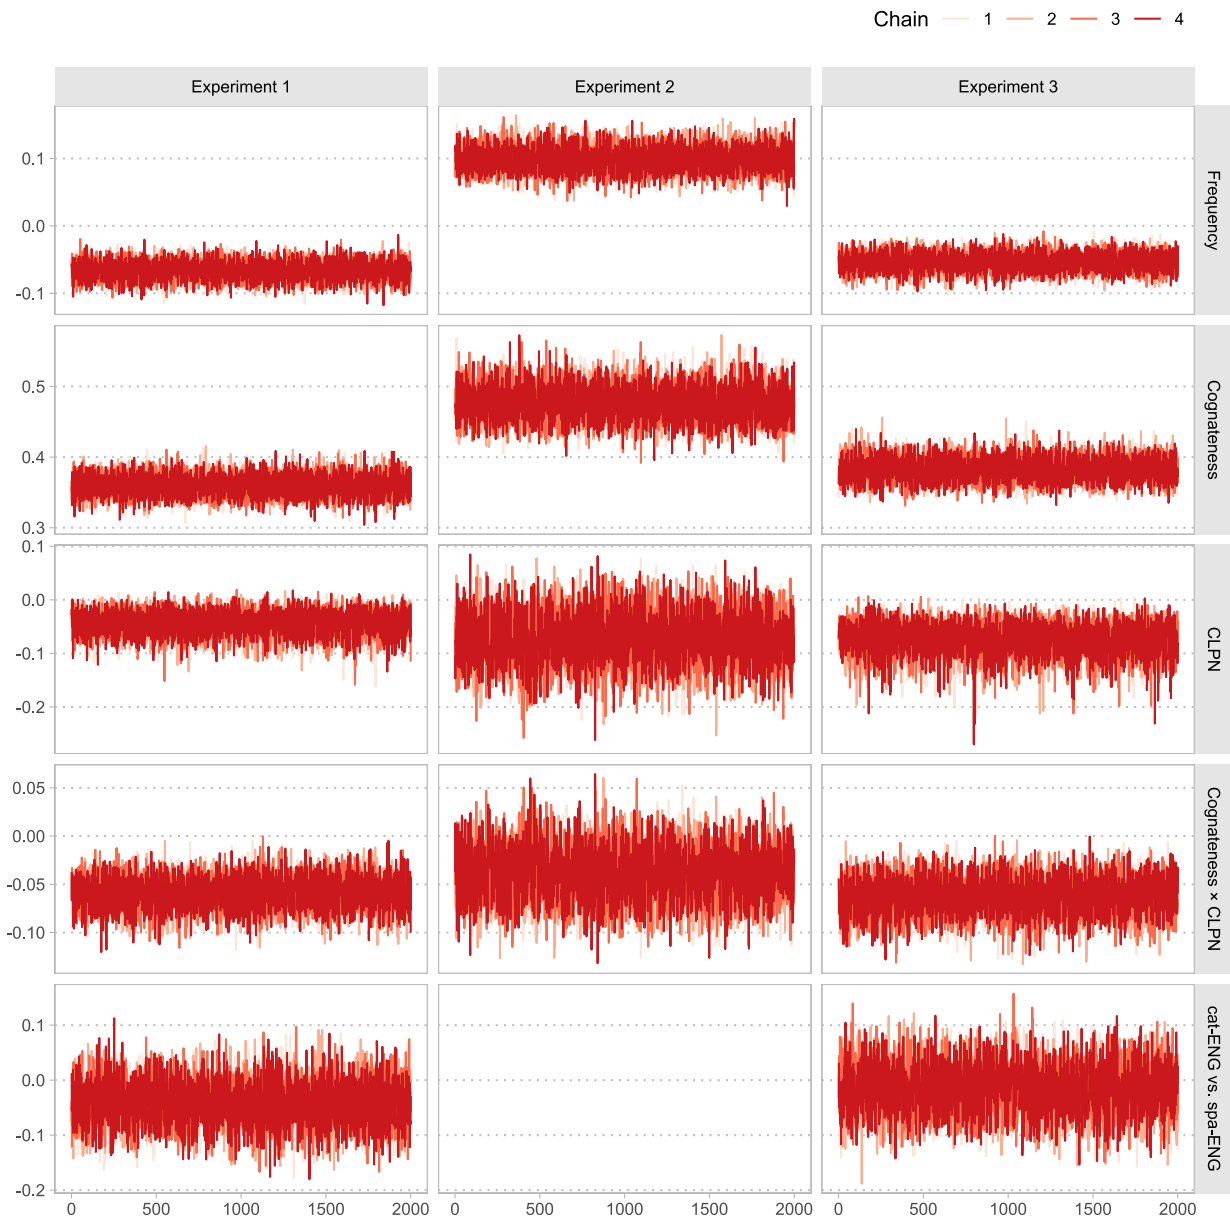 Chain 1 2 3 4
Experiment 1 Experiment 2 Experiment 3
0.1
0.0
-0.1
Frequency
0.5
0.4
0.3
Cognateness
0.1
0.0
-0.1
-0.2
CLPN
0.05
0.00
-0.05
-0.10
Cognateness × CLPN
0.1
0.0
-0.1
-0.2
cat-ENG vs. spa-ENG
0 500 1000 1500 2000 0 500 1000 1500 2000 0 500 1000 1500 2000